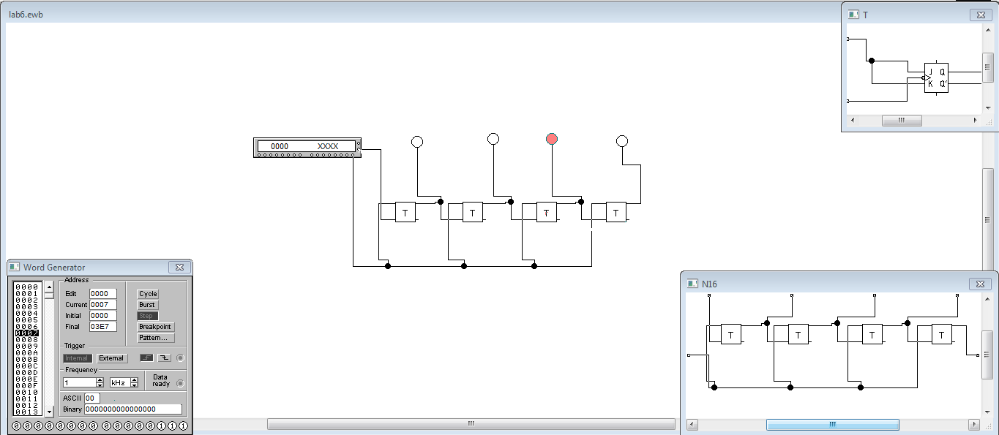 lab6.ewb
T
J Q
K Q'
0000 XXXX
T T T T
Word Generator
0000
0001
0002
0003
0004
0005
0006
0007
0008
0009
000A
000B
000C
000D
000E
000F
0010
0011
0012
0013
Address
Edit 0000
Current 0007
Initial 0000
Final 03E7
Cycle
Burst
Step
Breakpoint
Pattern...
Trigger
Internal External
Frequency
1 kHz
Data
ready
ASCII 00
Binary 0000000000000000
0 0 0 0 0 0 0 0 0 0 0 0 0 1 1 1
N16
T T T T